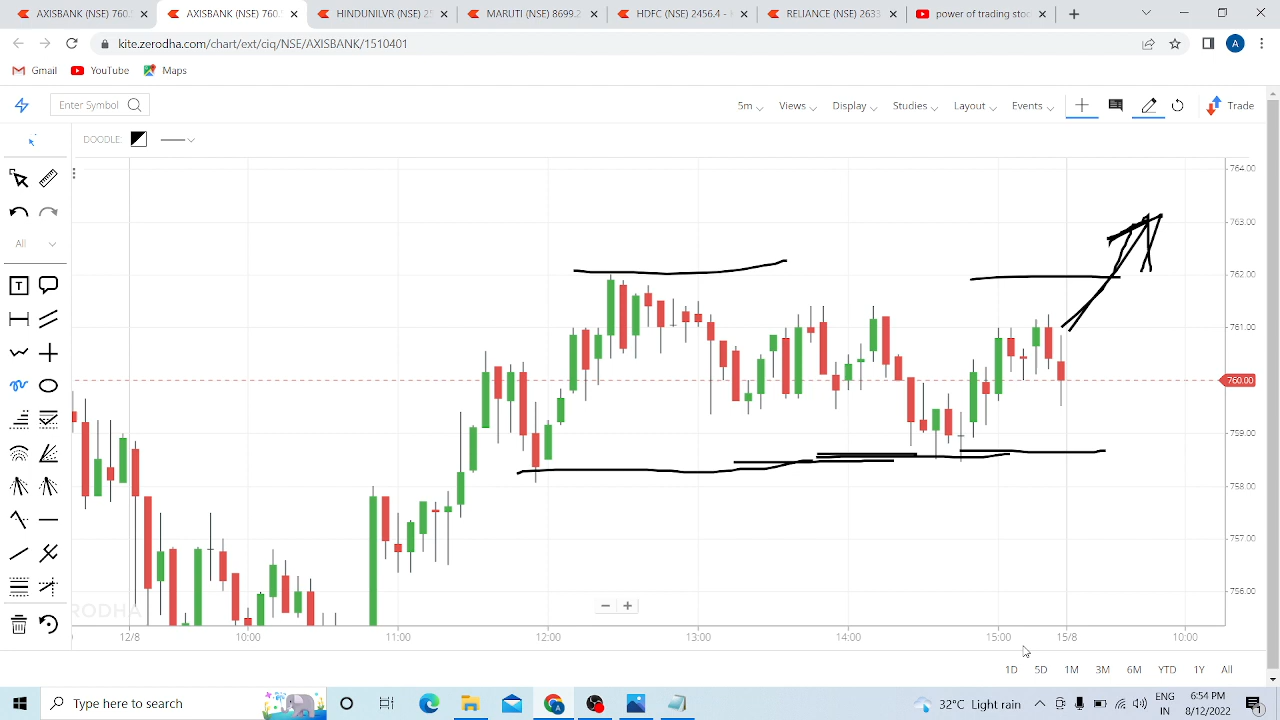 AXISBANK (NSE) 760.
AXISBANK (NSE) 760.
HINDUNILVR (NSE) 2
MARUTI (NSE) 8699.2
HDFC (NSE) 2456.4 -
RELIANCE (NSE) 2633
power of trading stoc
kite.zerodha.com/chart/ext/ciq/NSE/AXISBANK/1510401
A
Gmail
YouTube
Maps
Enter Symbol
5m
Views
Display
Studies
Layout
Events
Trade
DOODLE:
All
T
764.00
763.00
762.00
761.00
760.00
759.00
758.00
757.00
756.00
RODHA
12/8
10:00
11:00
12:00
13:00
14:00
15:00
15/8
10:00
1D
5D
1M
3M
6M
YTD
1Y
All
Type here to search
32°C Light rain
ENG
IN
6:54 PM
8/12/2022
1